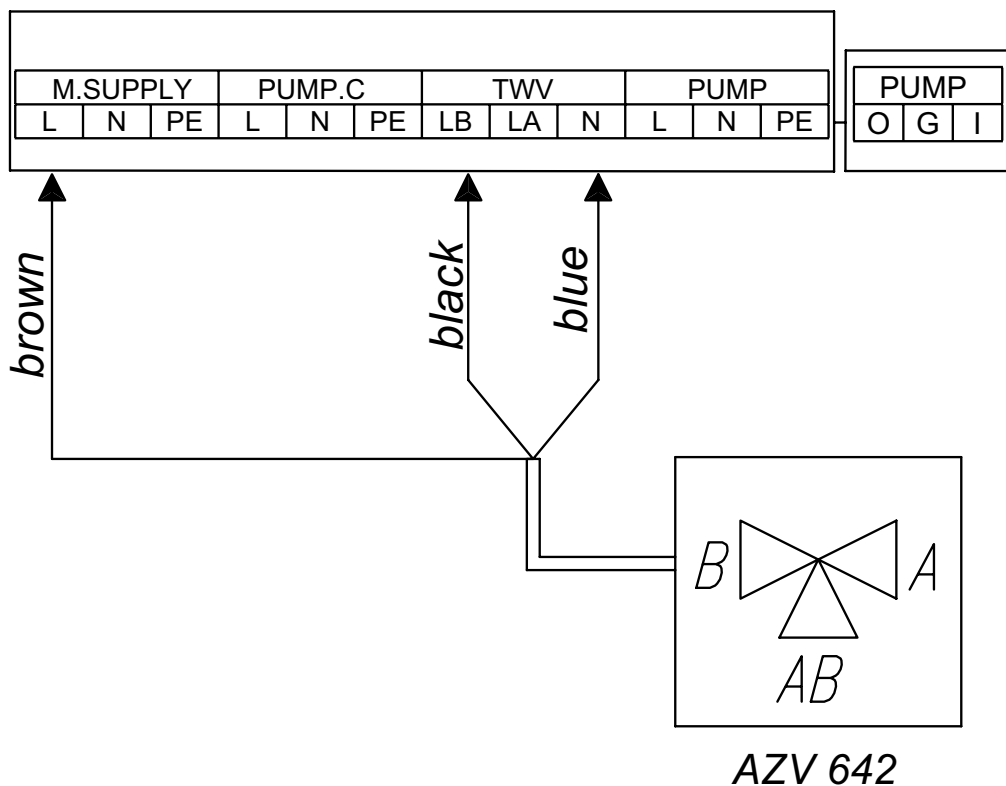 M.SUPPLY PUMP.C TWV PUMP PUMP
L N PE L N PE LB LA N L N PE O G I
brown
black
blue
B A
AB
AZV 642